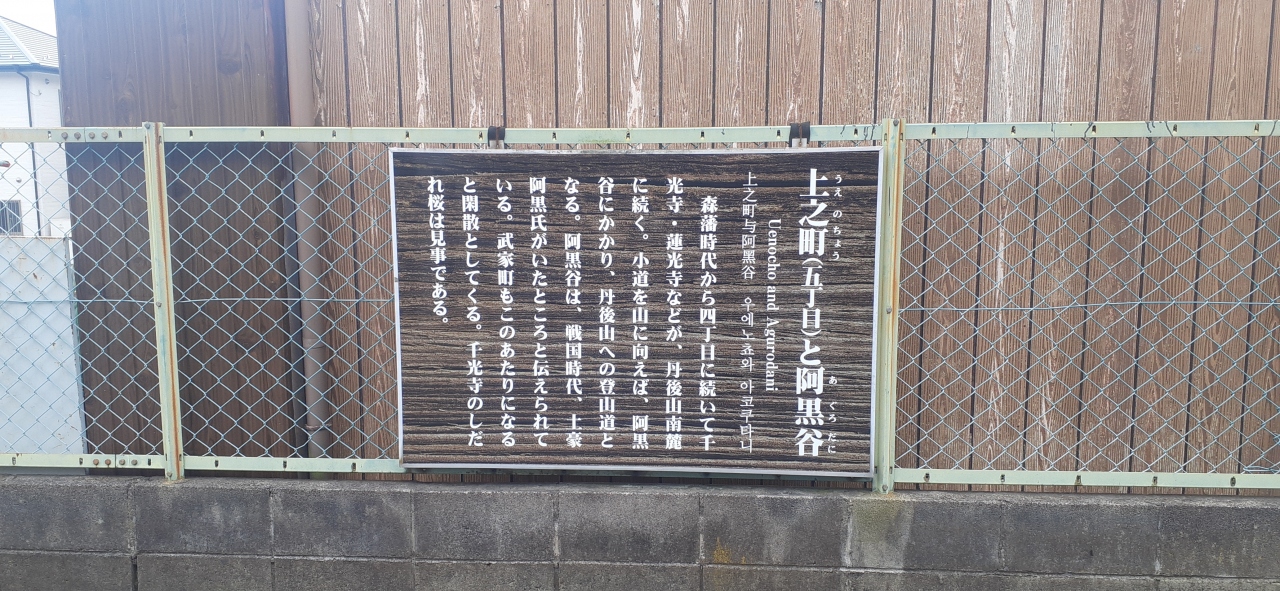 上之町(五丁目)と阿黒谷
うえのちょう
あくろだに
Uenocho and Agurodani
上之町与阿黑谷 우에노쵸와 아코쿠타니
森藩時代から四丁目に続いて千
光寺・蓮光寺などが、丹後山南麓
に続く。小道を山に向えば、阿黒
谷にかかり、丹後山への登山道と
なる。阿黒谷は、戦国時代、土豪
阿黒氏がいたところと伝えられて
いる。武家町もこのあたりになる
と閑散としてくる。千光寺のしだ
れ桜は見事である。